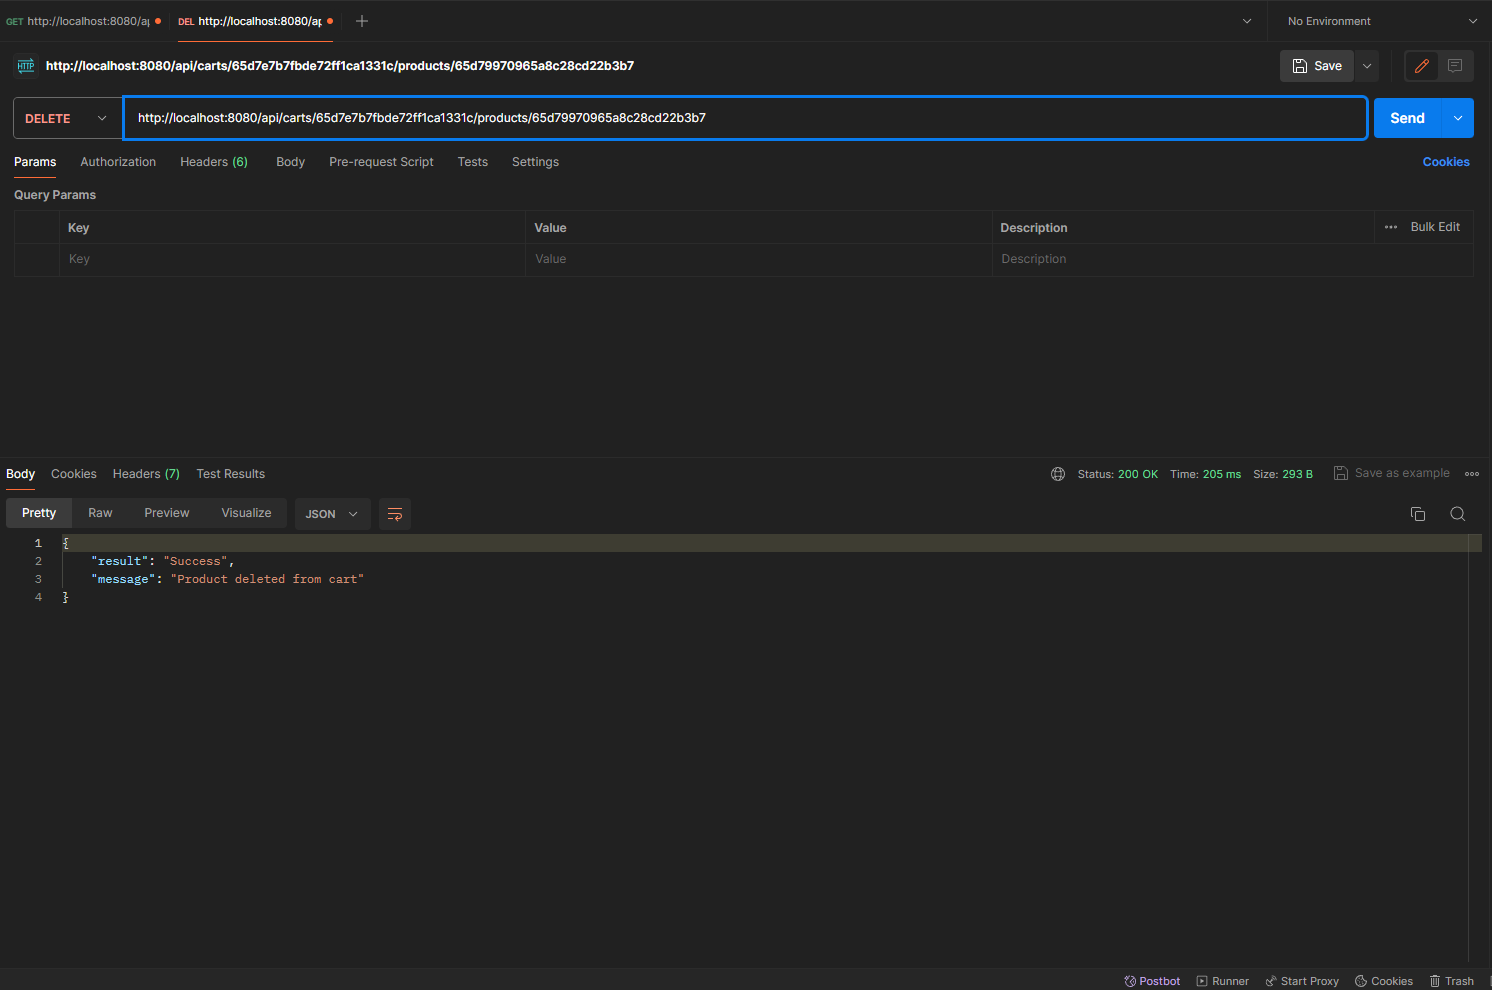 GET http://localhost:8080/ap DEL http://localhost:8080/ap No Environment
HTTP http://localhost:8080/api/carts/65d7e7b7fbde72ff1ca1331c/products/65d79970965a8c28cd22b3b7 Save
DELETE http://localhost:8080/api/carts/65d7e7b7fbde72ff1ca1331c/products/65d79970965a8c28cd22b3b7 Send
Params Authorization Headers (6) Body Pre-request Script Tests Settings Cookies
Query Params
Key Value Description Bulk Edit
Key Value Description
Body Cookies Headers (7) Test Results Status: 200 OK Time: 205 ms Size: 293 B Save as example
Pretty Raw Preview Visualize JSON
1 {
2 "result": "Success",
3 "message": "Product deleted from cart"
4 }
Postbot Runner Start Proxy Cookies Trash